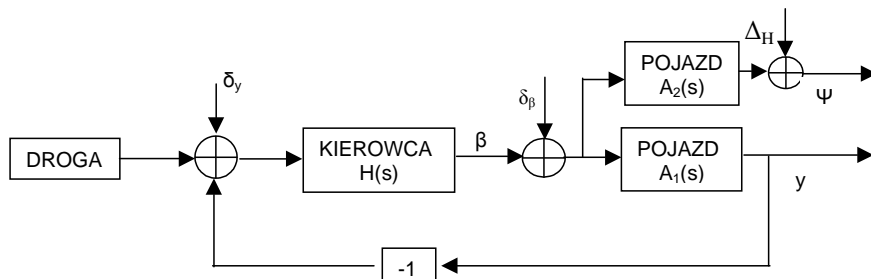 Δ_H
POJAZD
A₂(s)
Ψ
δ_y
δ_β
DROGA
KIEROWCA
H(s)
β
POJAZD
A₁(s)
y
-1